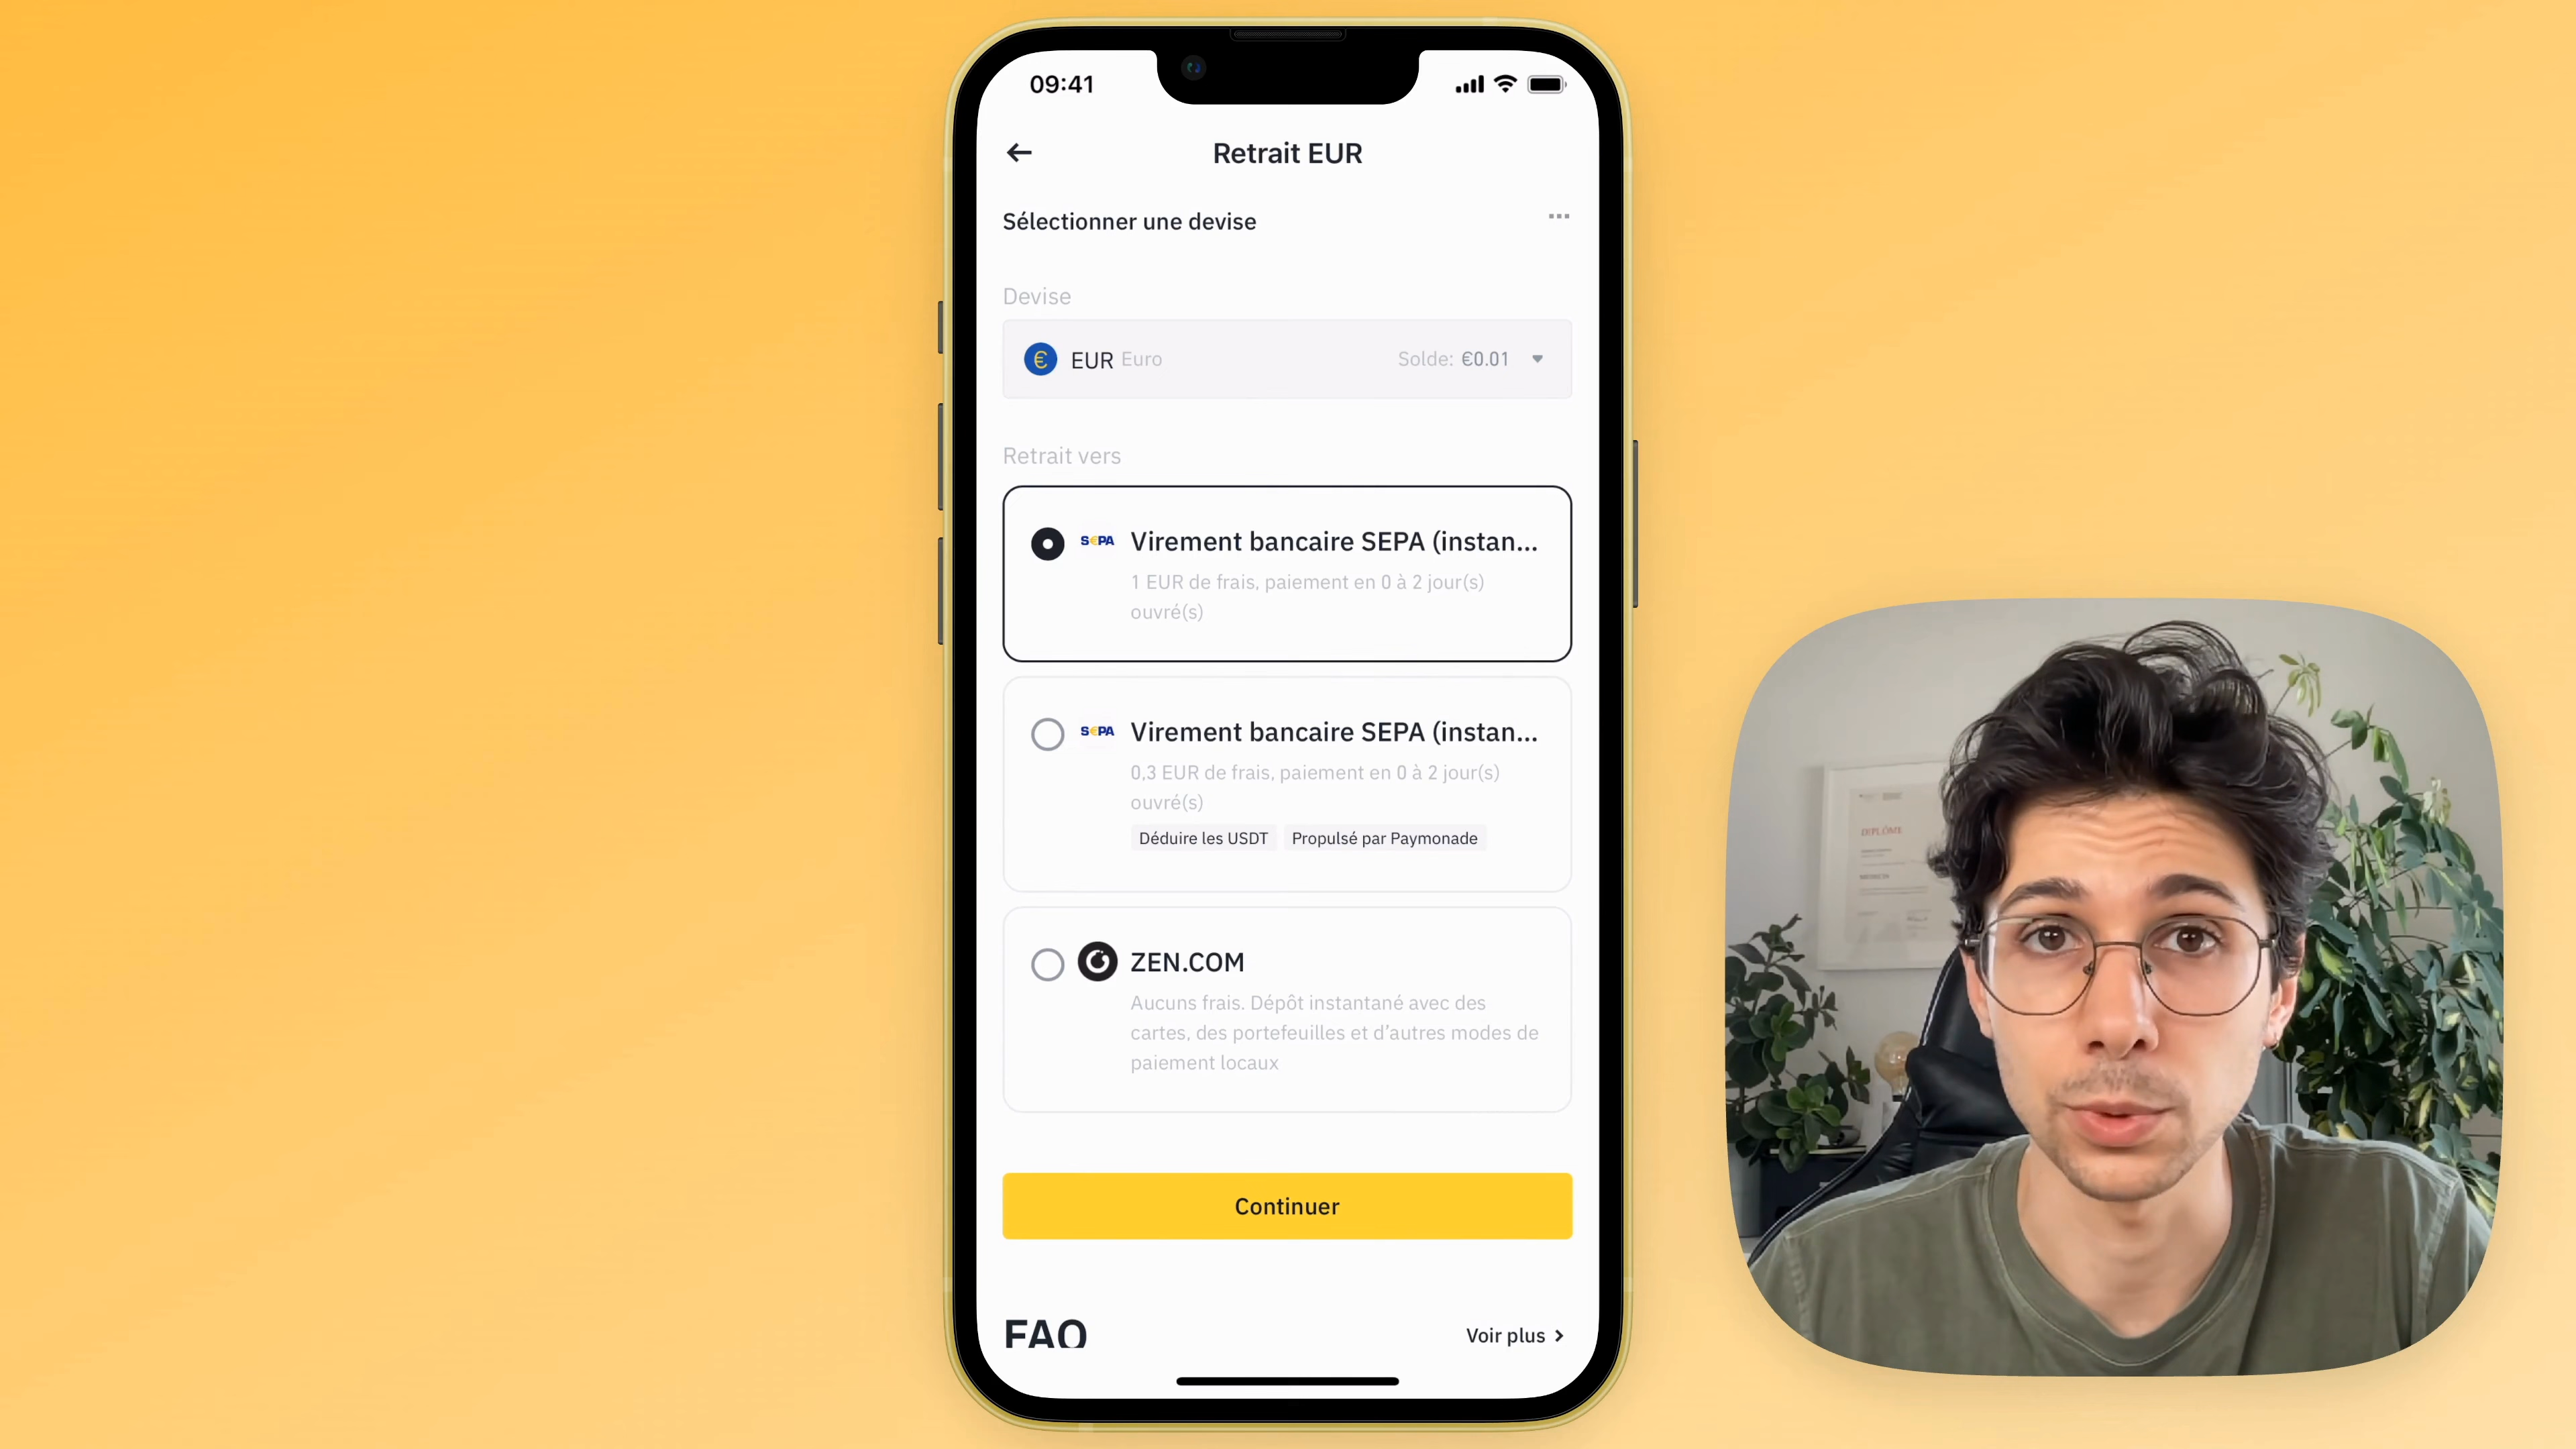 09:41
Retrait EUR
Sélectionner une devise
Devise
€ EUR Euro Solde: €0.01
Retrait vers
S€PA Virement bancaire SEPA (instan...
1 EUR de frais, paiement en 0 à 2 jour(s)
ouvré(s)
S€PA Virement bancaire SEPA (instan...
0,3 EUR de frais, paiement en 0 à 2 jour(s)
ouvré(s)
Déduire les USDT Propulsé par Paymonade
ZEN.COM
Aucuns frais. Dépôt instantané avec des
cartes, des portefeuilles et d’autres modes de
paiement locaux
Continuer
FAQ Voir plus
DIPLÔME